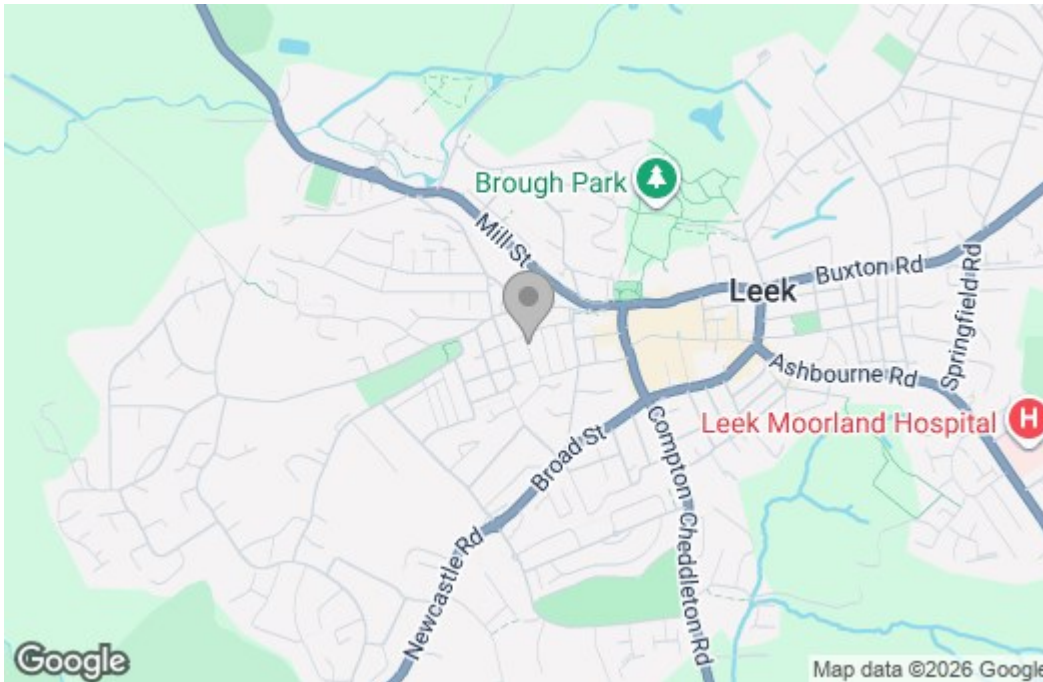 Brough Park
Mill St
Buxton Rd
Leek
Springfield Rd
Ashbourne Rd
Leek Moorland Hospital
H
Broad St
Compton
Cheddleton Rd
Newcastle Rd
Google
Map data ©2026 Google